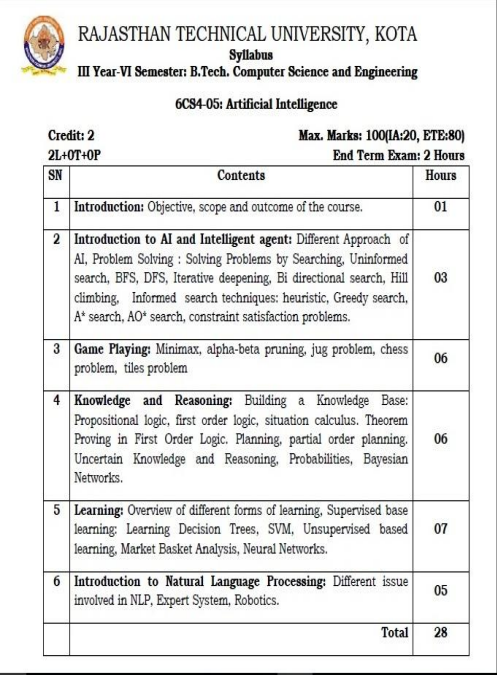 RAJASTHAN TECHNICAL UNIVERSITY, KOTA
Syllabus
III Year-VI Semester: B.Tech. Computer Science and Engineering
6CS4-05: Artificial Intelligence
Credit: 2 Max. Marks: 100(IA:20, ETE:80)
2L+0T+0P End Term Exam: 2 Hours
SN Contents Hours
1 Introduction: Objective, scope and outcome of the course. 01
2 Introduction to AI and Intelligent agent: Different Approach of
AI, Problem Solving : Solving Problems by Searching, Uninformed
search, BFS, DFS, Iterative deepening, Bi directional search, Hill 03
climbing, Informed search techniques: heuristic, Greedy search,
A* search, AO* search, constraint satisfaction problems.
3 Game Playing: Minimax, alpha-beta pruning, jug problem, chess 06
problem, tiles problem
4 Knowledge and Reasoning: Building a Knowledge Base:
Propositional logic, first order logic, situation calculus. Theorem
Proving in First Order Logic. Planning, partial order planning. 06
Uncertain Knowledge and Reasoning, Probabilities, Bayesian
Networks.
5 Learning: Overview of different forms of learning, Supervised base
learning: Learning Decision Trees, SVM, Unsupervised based 07
learning, Market Basket Analysis, Neural Networks.
6 Introduction to Natural Language Processing: Different issue 05
involved in NLP, Expert System, Robotics.
Total 28